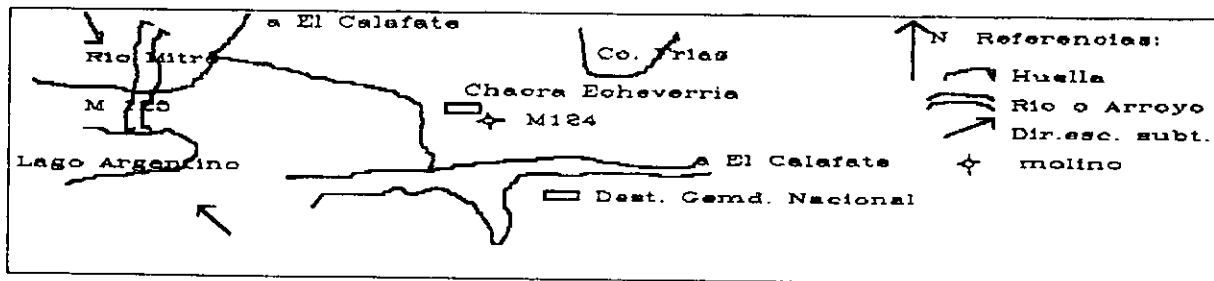 a El Calafate
Rio Mitre
Co. Frias
Chacra Echeverria
M124
Lago Argentino
a El Calafate
Dest. Gemd. Nacional
N Referencias:
Huella
Rio o Arroyo
Dir.esc. subt.
molino